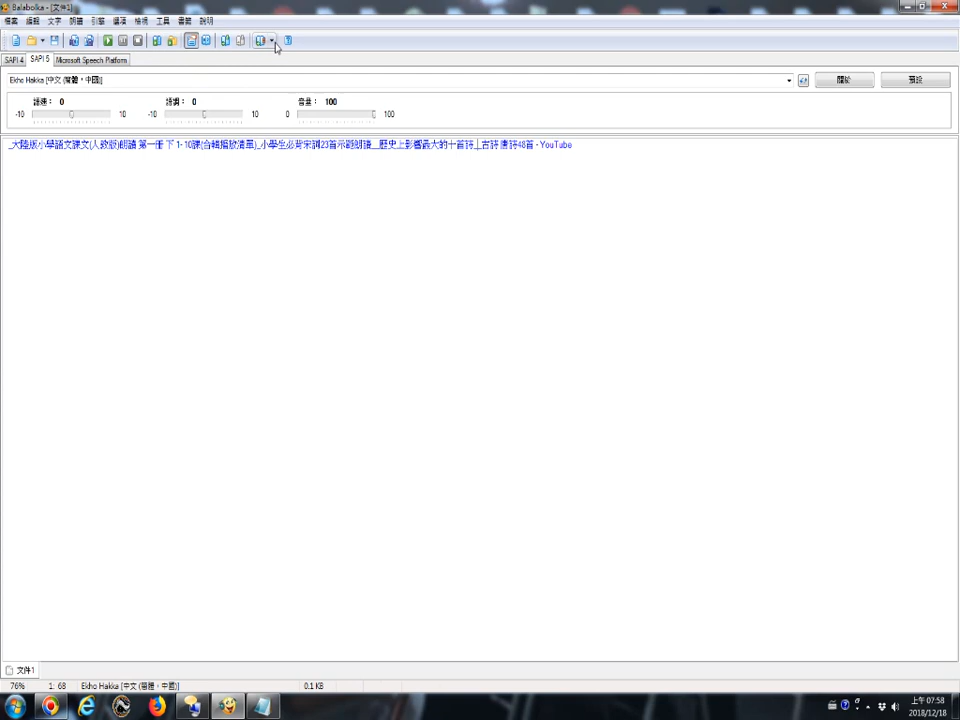 Balabolka - [文件1]
檔案 編輯 文字 朗讀 引擎 選項 檢視 工具 書籤 說明
SAPI 4 SAPI 5 Microsoft Speech Platform
Ekho Hakka [中文 (簡體，中國)]
關於 預設
語速： 0 語調： 0 音量： 100
-10 10 -10 10 0 100
_大陸版小學語文課文(人教版)朗讀 第一冊 下 1- 10課(合輯播放清單)_小學生必背宋詞23首示範朗讀__歷史上影響最大的十首詩_|_古詩 唐詩48首 - YouTube
文件1
76% 1: 68 Ekho Hakka [中文 (簡體，中國)] 0.1 KB
上午 07:58
2018/12/18